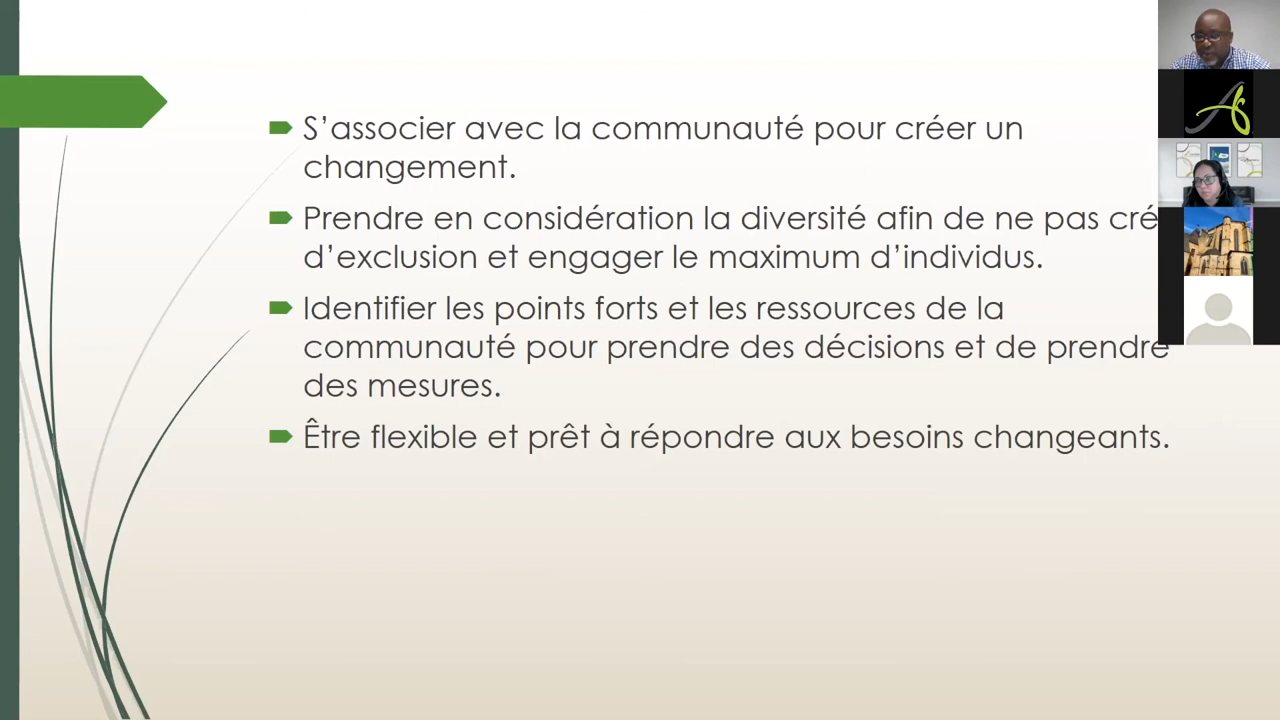 S’associer avec la communauté pour créer un
changement.
Prendre en considération la diversité afin de ne pas
d’exclusion et engager le maximum d’individus.
Identifier les points forts et les ressources de la
communauté pour prendre des décisions et de prendre
des mesures.
Être flexible et prêt à répondre aux besoins changeants.